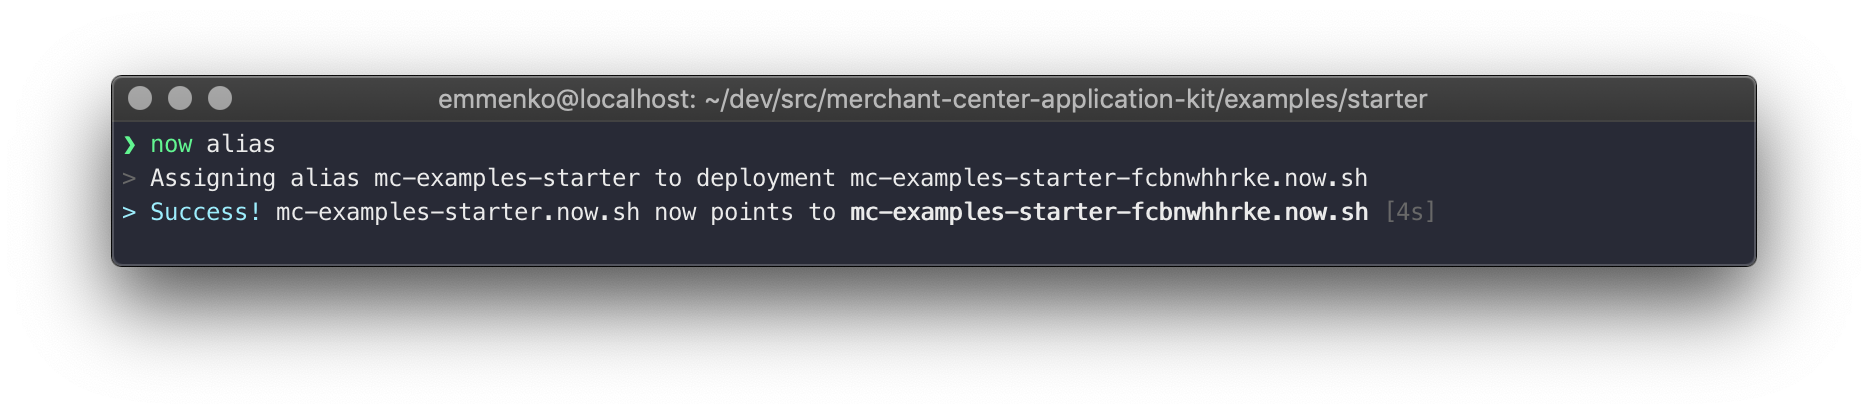 emmenko@localhost: ~/dev/src/merchant-center-application-kit/examples/starter
❯ now alias
> Assigning alias mc-examples-starter to deployment mc-examples-starter-fcbnwhhrke.now.sh
> Success! mc-examples-starter.now.sh now points to mc-examples-starter-fcbnwhhrke.now.sh [4s]